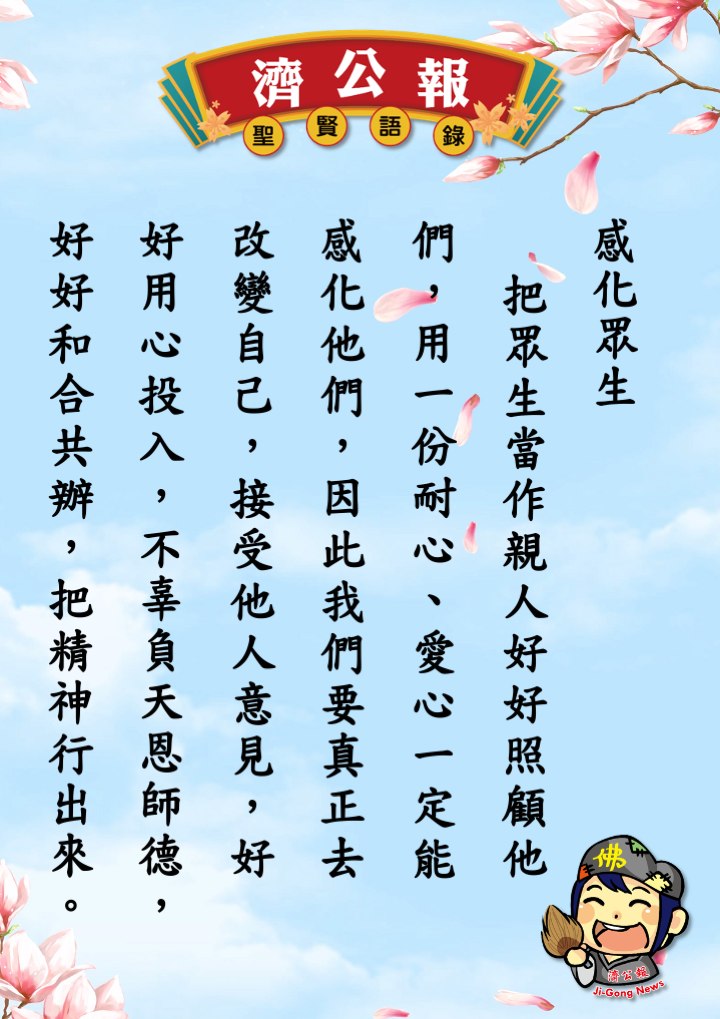 濟公報
聖賢語錄
感化眾生
把眾生當作親人好好照顧他
們，用一份耐心、愛心一定能
感化他們，因此我們要真正去
改變自己，接受他人意見，好
好用心投入，不辜負天恩師德，
好好和合共辦，把精神行出來。
佛
濟公報
Ji-Gong News